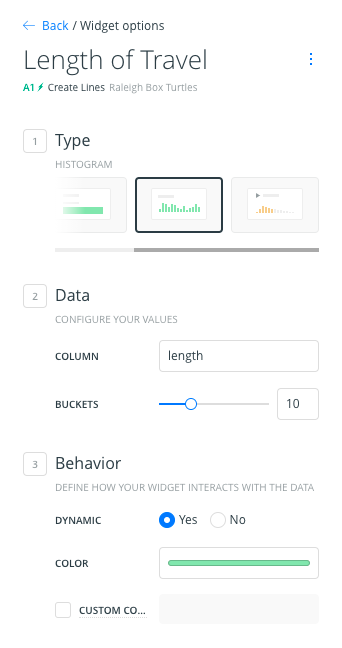 ← Back / Widget options
Length of Travel
A1 Create Lines Raleigh Box Turtles
1 Type
HISTOGRAM
2 Data
CONFIGURE YOUR VALUES
COLUMN length
BUCKETS 10
3 Behavior
DEFINE HOW YOUR WIDGET INTERACTS WITH THE DATA
DYNAMIC Yes No
COLOR
CUSTOM CO...